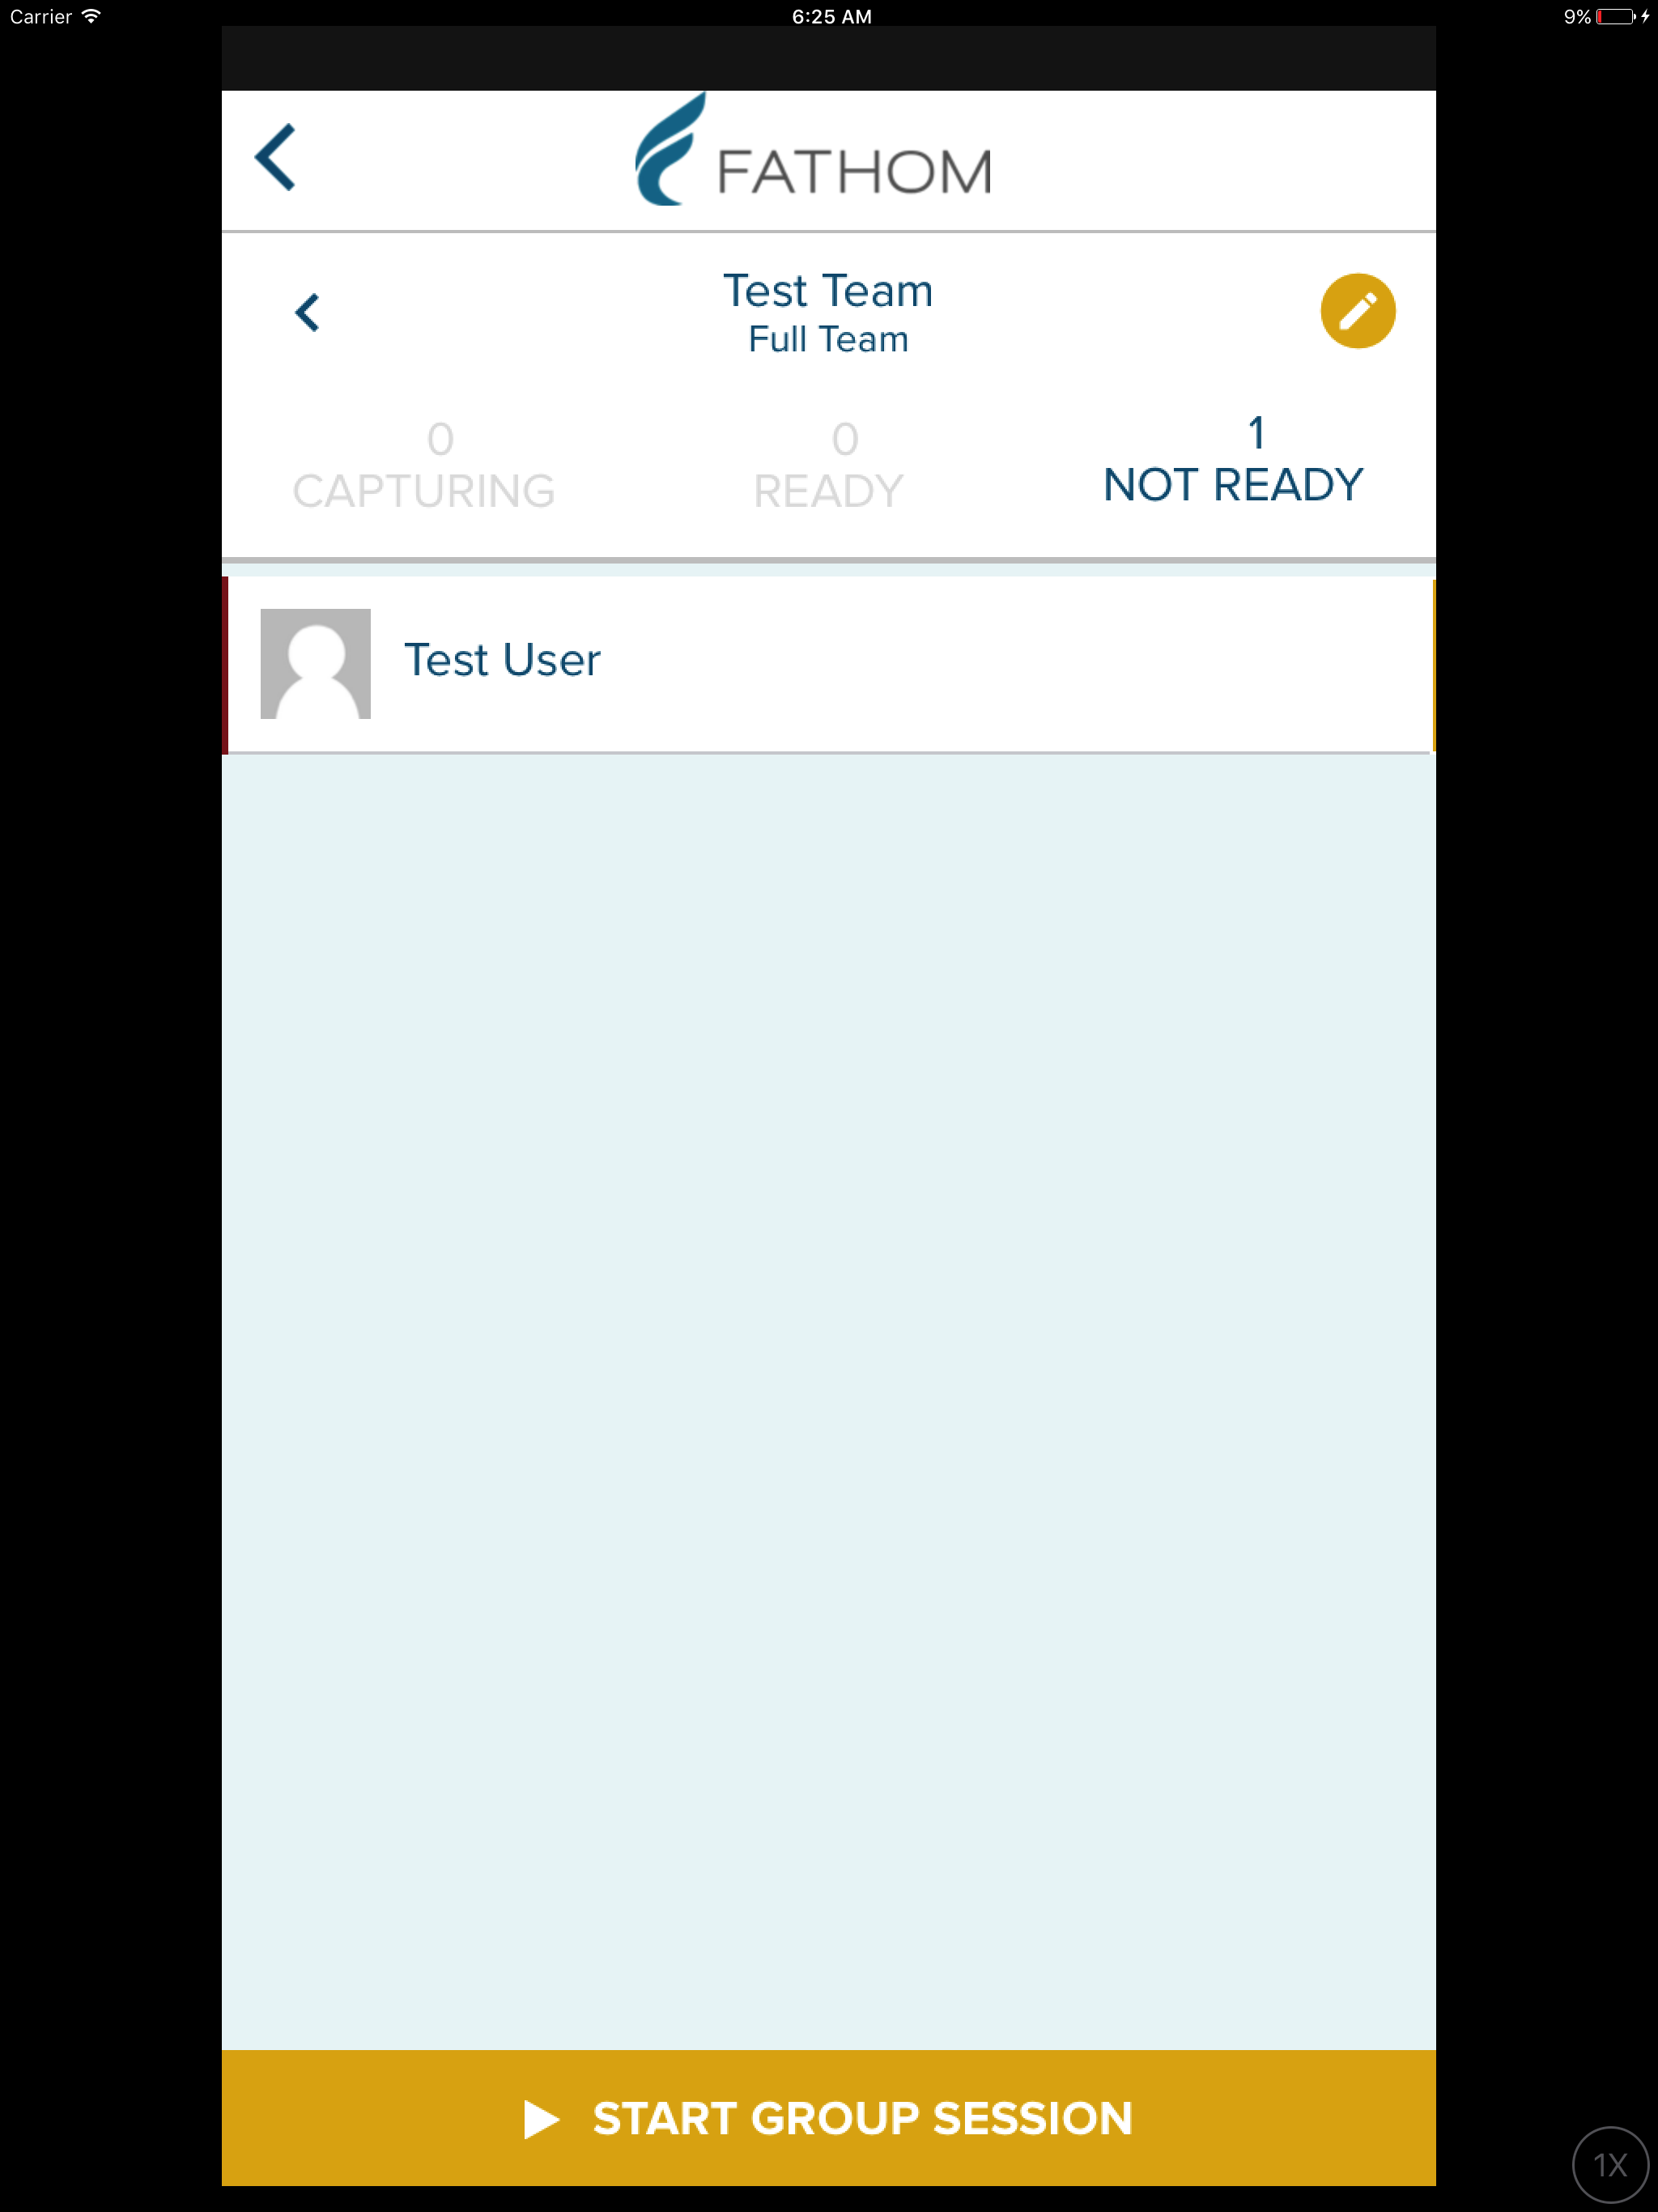 Carrier 6:25 AM 9%
FATHOM
Test Team
Full Team
0 0 1
CAPTURING READY NOT READY
Test User
START GROUP SESSION
1X